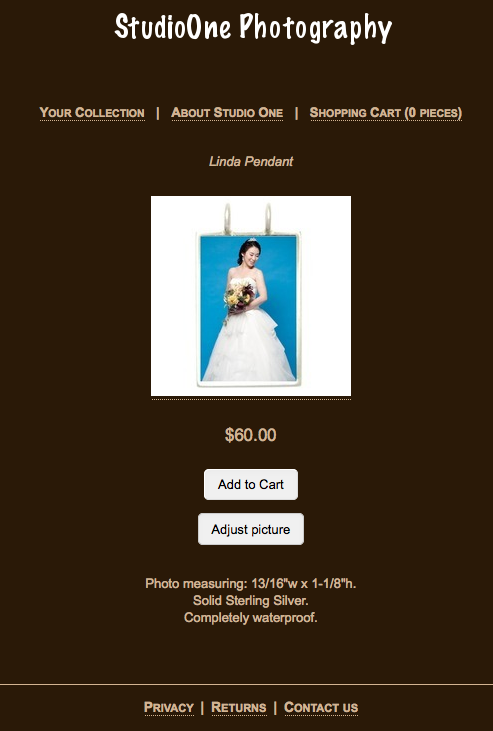 StudioOne Photography
Your Collection | About Studio One | Shopping Cart (0 pieces)
Linda Pendant
$60.00
Add to Cart
Adjust picture
Photo measuring: 13/16"w x 1-1/8"h.
Solid Sterling Silver.
Completely waterproof.
Privacy | Returns | Contact us